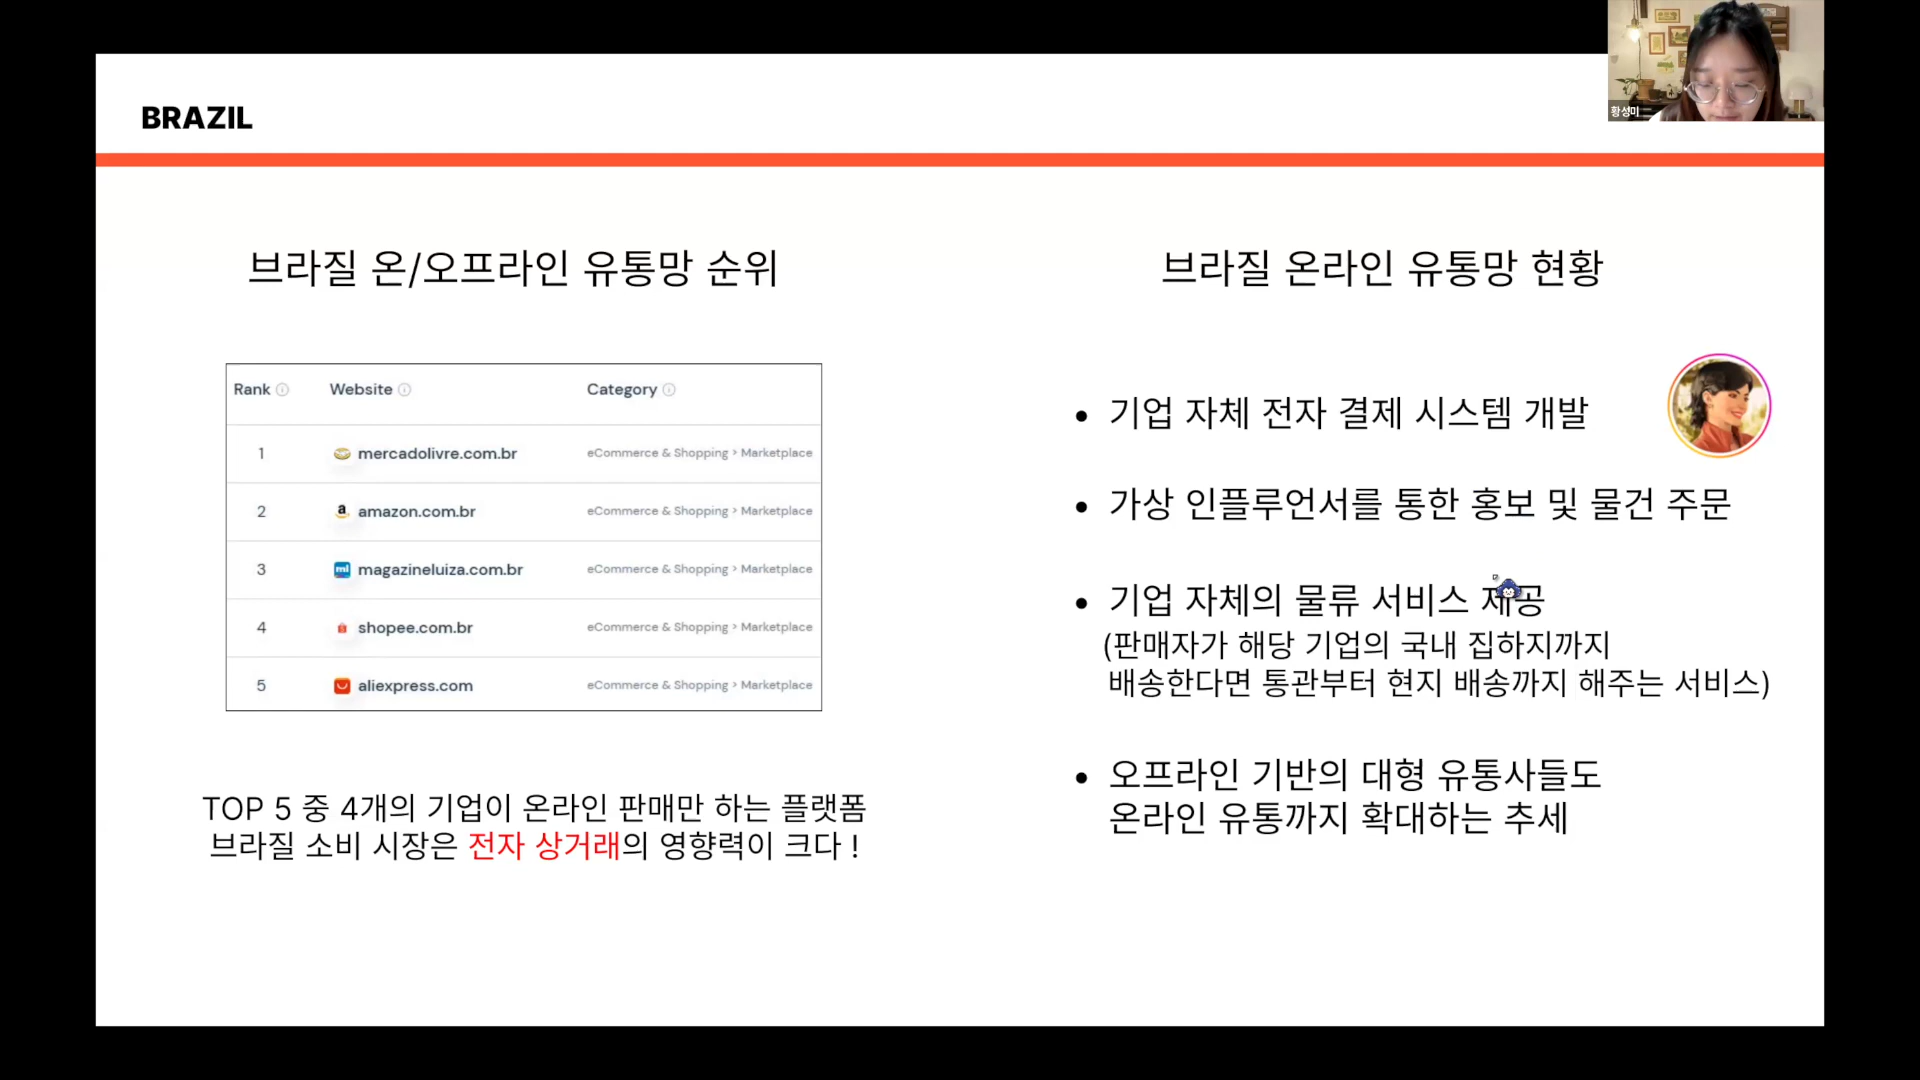 황성미
BRAZIL
브라질 온/오프라인 유통망 순위
Rank Website Category
1 mercadolivre.com.br eCommerce & Shopping > Marketplace
2 amazon.com.br eCommerce & Shopping > Marketplace
3 magazineluiza.com.br eCommerce & Shopping > Marketplace
4 shopee.com.br eCommerce & Shopping > Marketplace
5 aliexpress.com eCommerce & Shopping > Marketplace
TOP 5 중 4개의 기업이 온라인 판매만 하는 플랫폼
브라질 소비 시장은 전자 상거래의 영향력이 크다 !
브라질 온라인 유통망 현황
• 기업 자체 전자 결제 시스템 개발
• 가상 인플루언서를 통한 홍보 및 물건 주문
• 기업 자체의 물류 서비스 제공
(판매자가 해당 기업의 국내 집하지까지
배송한다면 통관부터 현지 배송까지 해주는 서비스)
• 오프라인 기반의 대형 유통사들도
온라인 유통까지 확대하는 추세